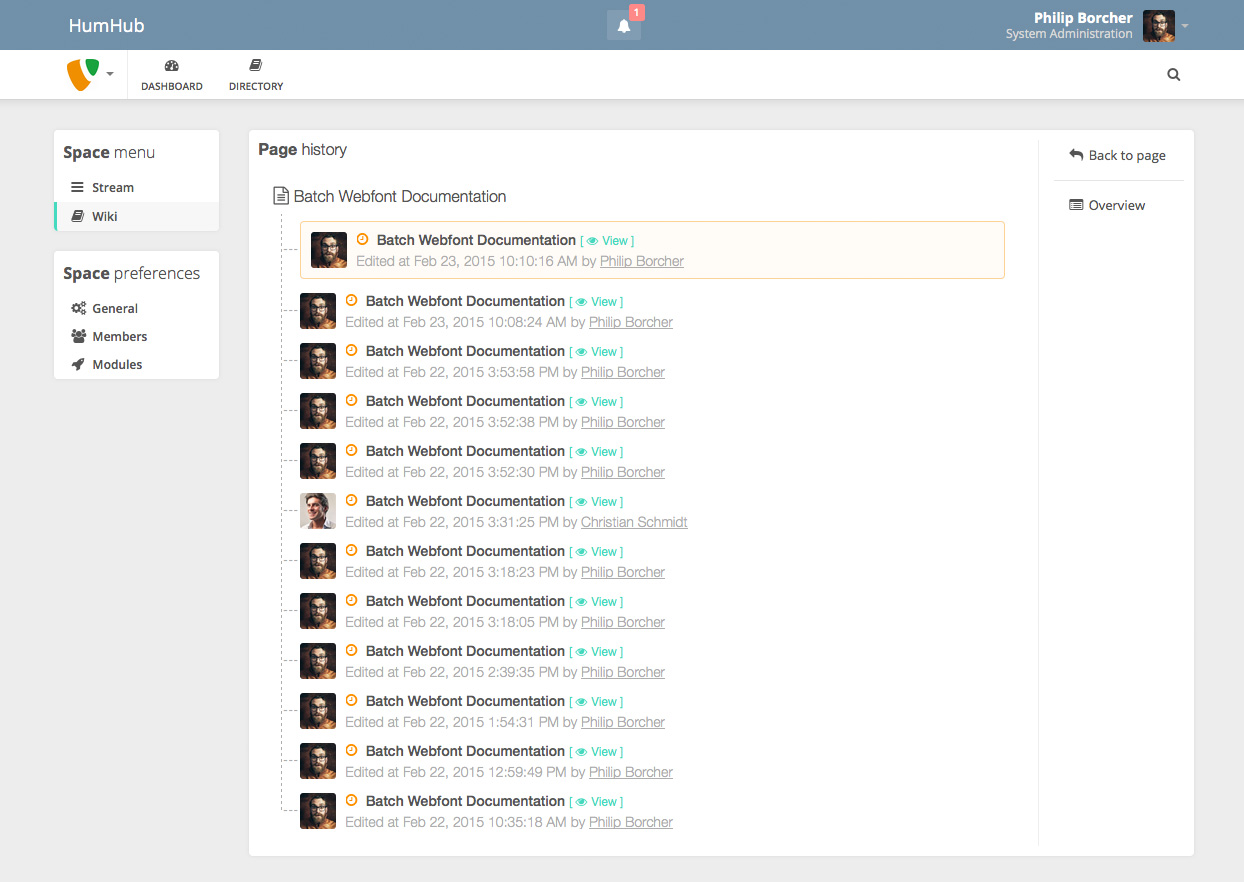 HumHub
1
Philip Borcher
System Administration
DASHBOARD
DIRECTORY
Space menu
Stream
Wiki
Space preferences
General
Members
Modules
Page history
Batch Webfont Documentation
Batch Webfont Documentation [ View ]
Edited at Feb 23, 2015 10:10:16 AM by Philip Borcher
Batch Webfont Documentation [ View ]
Edited at Feb 23, 2015 10:08:24 AM by Philip Borcher
Batch Webfont Documentation [ View ]
Edited at Feb 22, 2015 3:53:58 PM by Philip Borcher
Batch Webfont Documentation [ View ]
Edited at Feb 22, 2015 3:52:38 PM by Philip Borcher
Batch Webfont Documentation [ View ]
Edited at Feb 22, 2015 3:52:30 PM by Philip Borcher
Batch Webfont Documentation [ View ]
Edited at Feb 22, 2015 3:31:25 PM by Christian Schmidt
Batch Webfont Documentation [ View ]
Edited at Feb 22, 2015 3:18:23 PM by Philip Borcher
Batch Webfont Documentation [ View ]
Edited at Feb 22, 2015 3:18:05 PM by Philip Borcher
Batch Webfont Documentation [ View ]
Edited at Feb 22, 2015 2:39:35 PM by Philip Borcher
Batch Webfont Documentation [ View ]
Edited at Feb 22, 2015 1:54:31 PM by Philip Borcher
Batch Webfont Documentation [ View ]
Edited at Feb 22, 2015 12:59:49 PM by Philip Borcher
Batch Webfont Documentation [ View ]
Edited at Feb 22, 2015 10:35:18 AM by Philip Borcher
Back to page
Overview